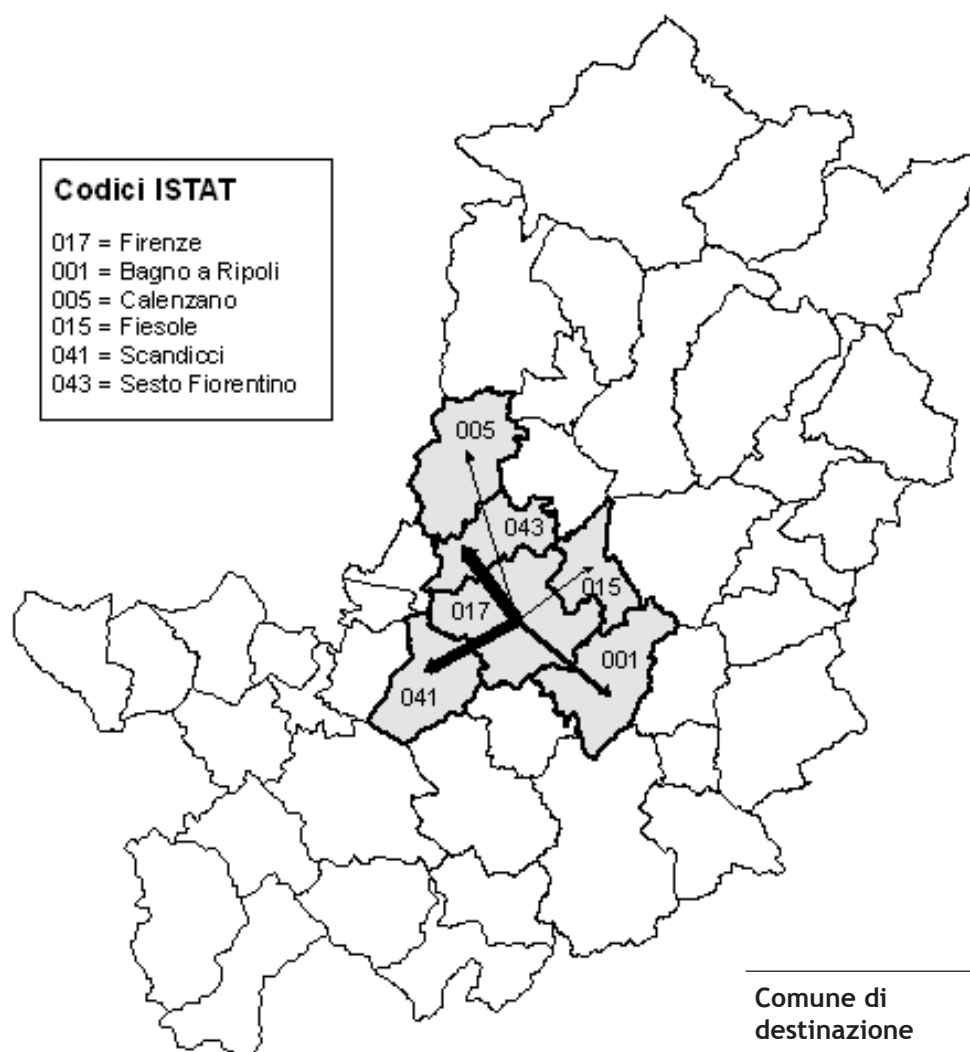 Codici ISTAT
017 = Firenze
001 = Bagno a Ripoli
005 = Calenzano
015 = Fiesole
041 = Scandicci
043 = Sesto Fiorentino
005
043
015
017
001
041
Comune di
destinazione